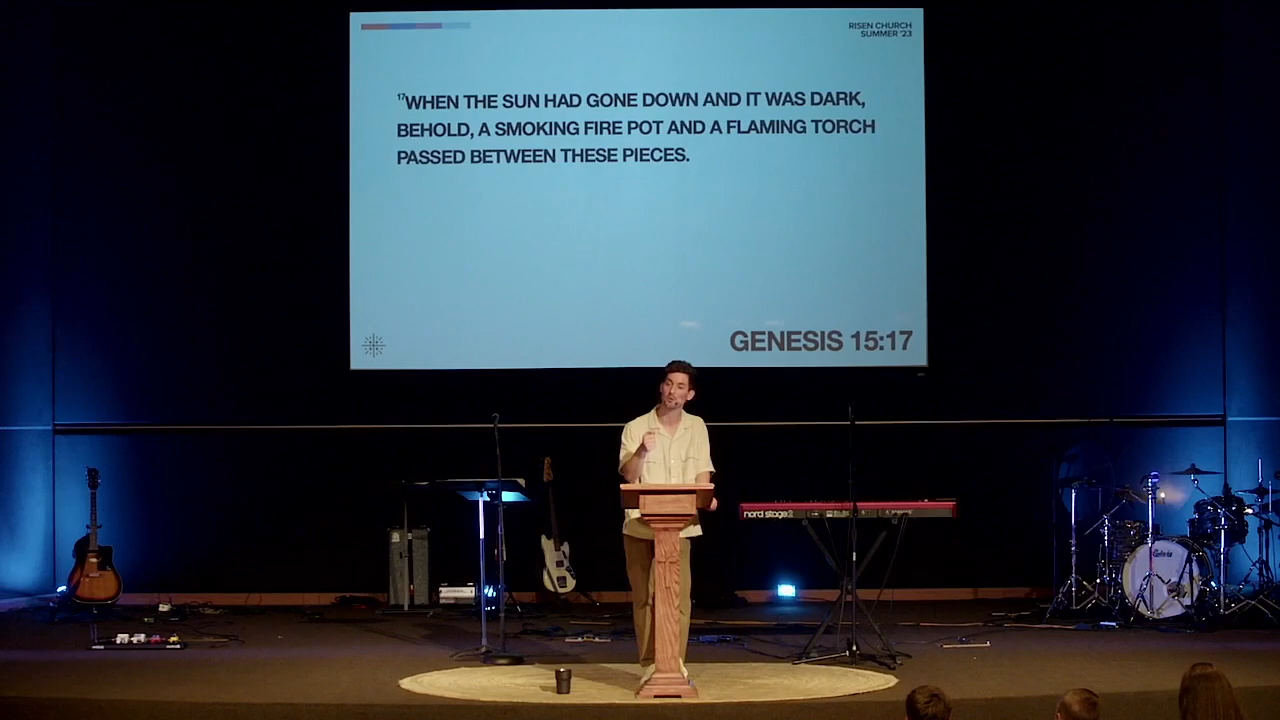 RISEN CHURCH
SUMMER '23
17WHEN THE SUN HAD GONE DOWN AND IT WAS DARK,
BEHOLD, A SMOKING FIRE POT AND A FLAMING TORCH
PASSED BETWEEN THESE PIECES.
GENESIS 15:17
nord stage 2
Gretsch